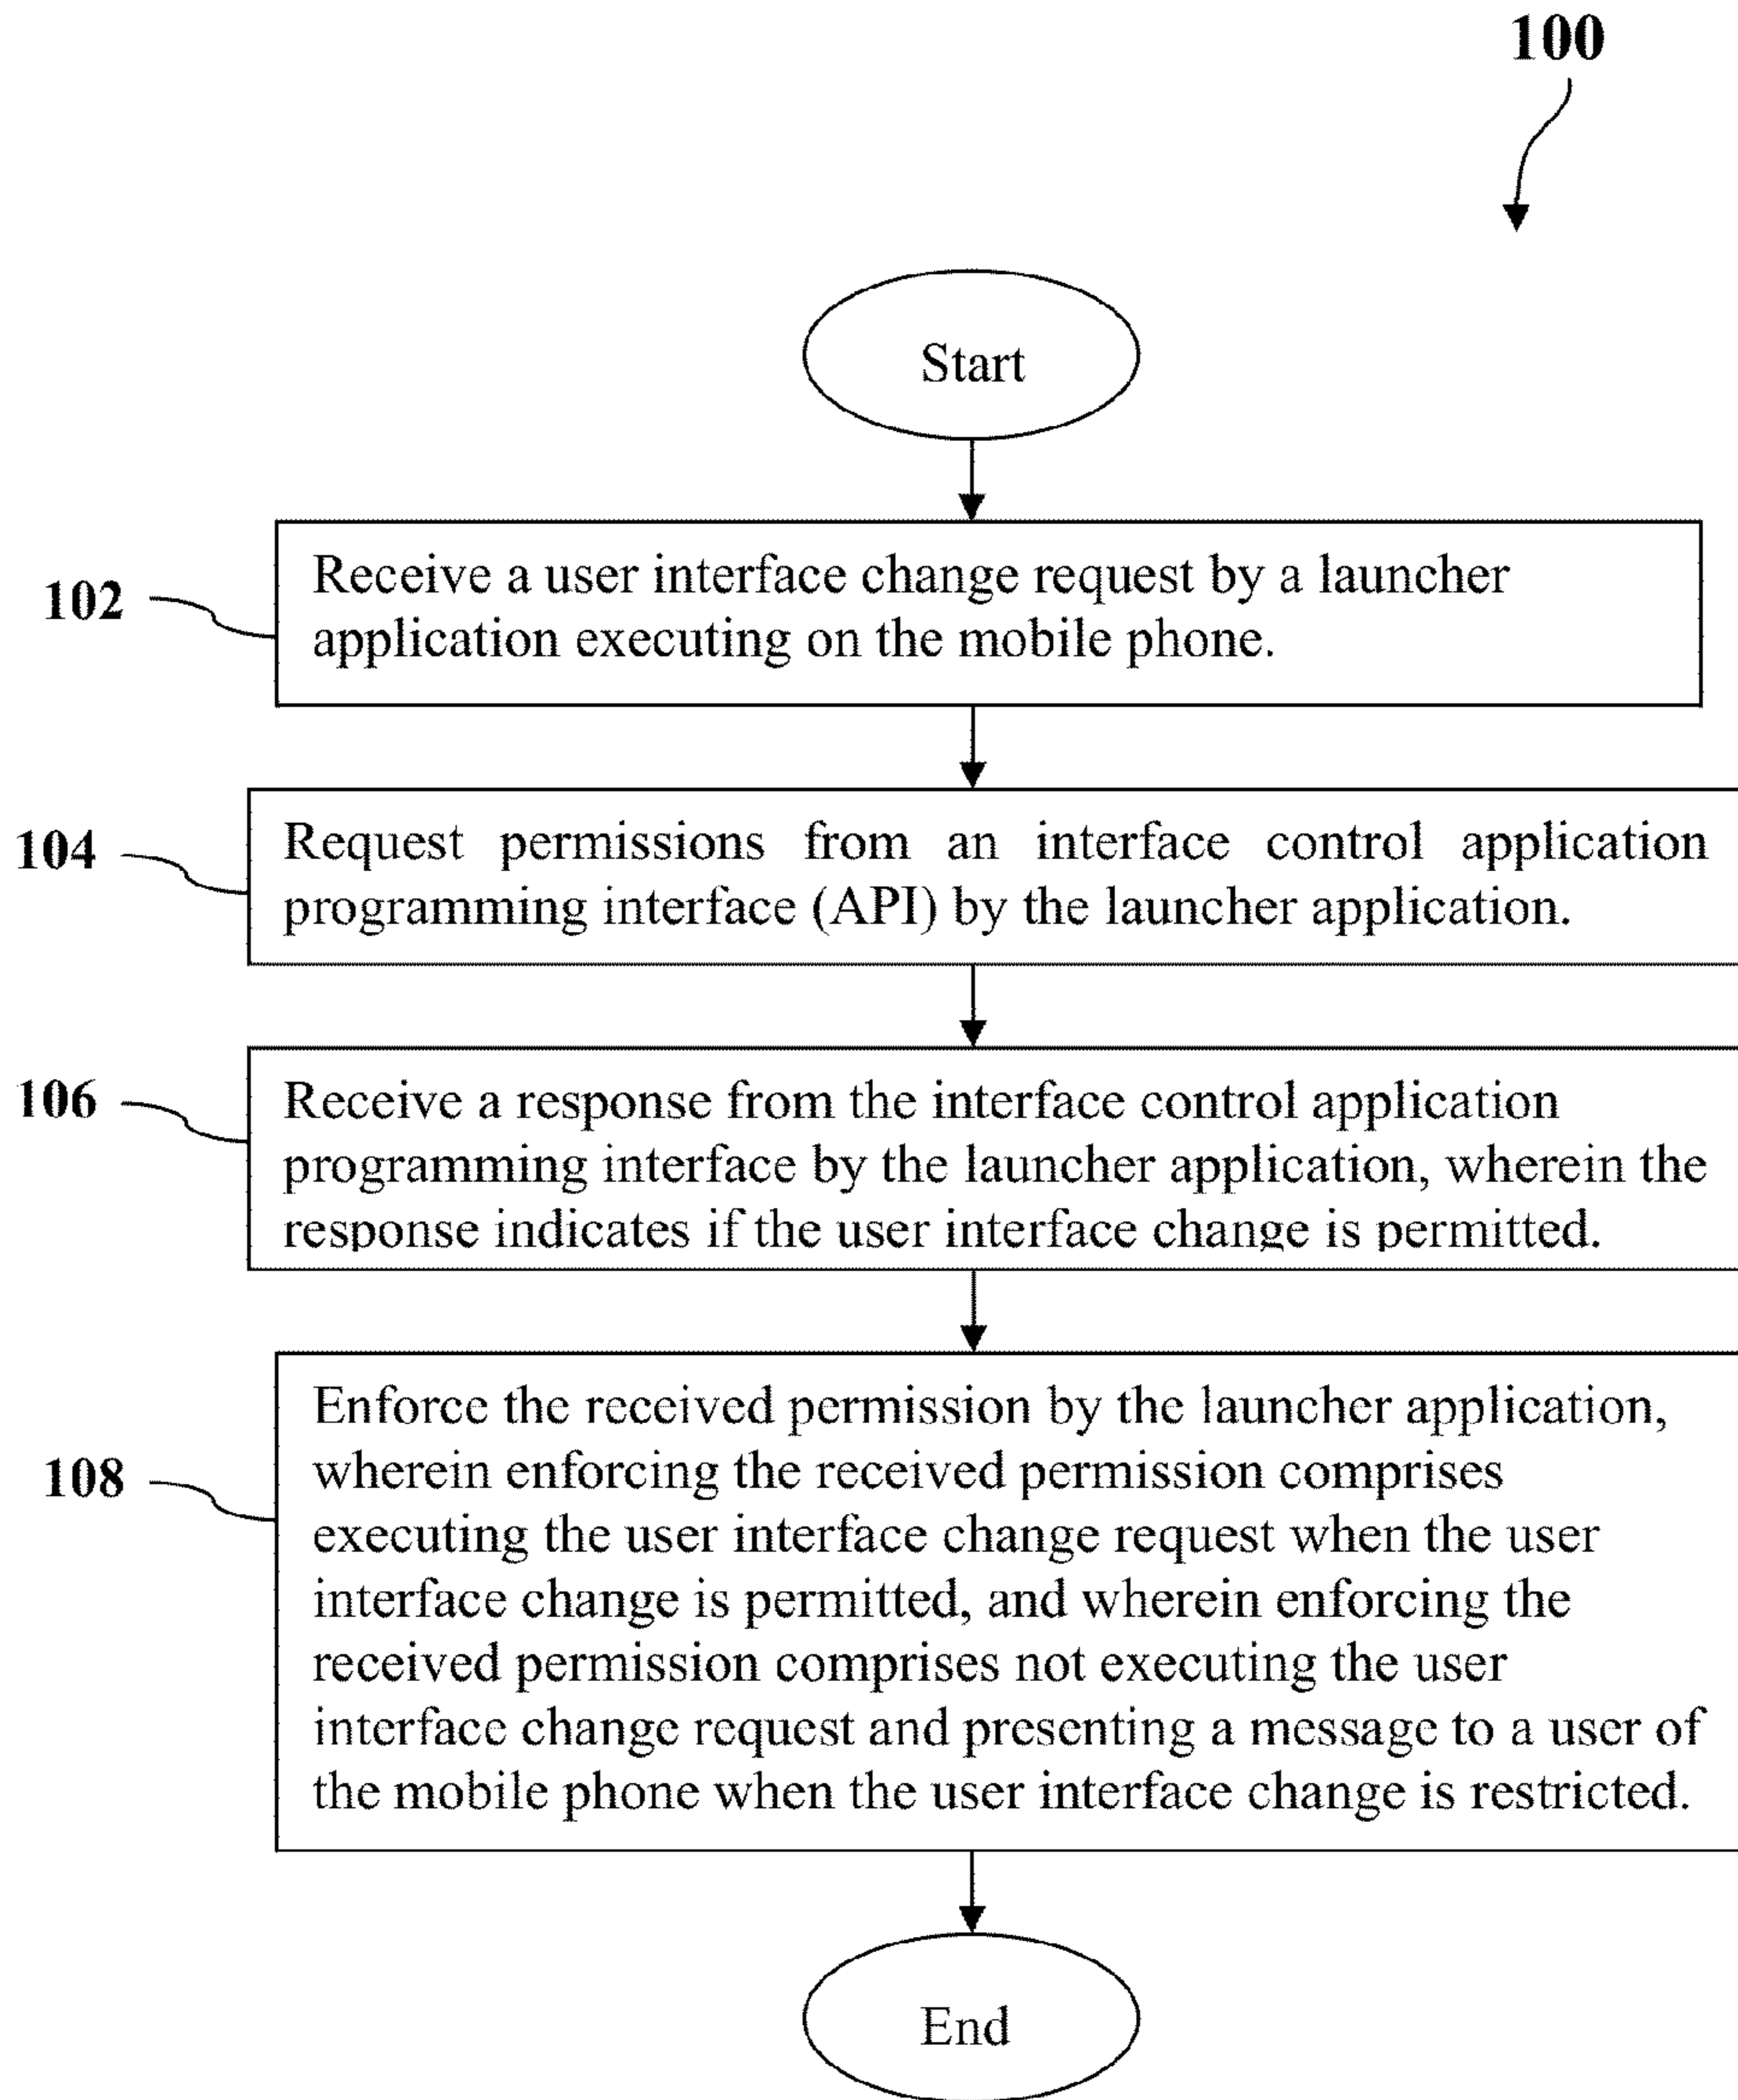 100
Start
102
Receive a user interface change request by a launcher
application executing on the mobile phone.
104
Request permissions from an interface control application
programming interface (API) by the launcher application.
106
Receive a response from the interface control application
programming interface by the launcher application, wherein the
response indicates if the user interface change is permitted.
108
Enforce the received permission by the launcher application,
wherein enforcing the received permission comprises
executing the user interface change request when the user
interface change is permitted, and wherein enforcing the
received permission comprises not executing the user
interface change request and presenting a message to a user of
the mobile phone when the user interface change is restricted.
End